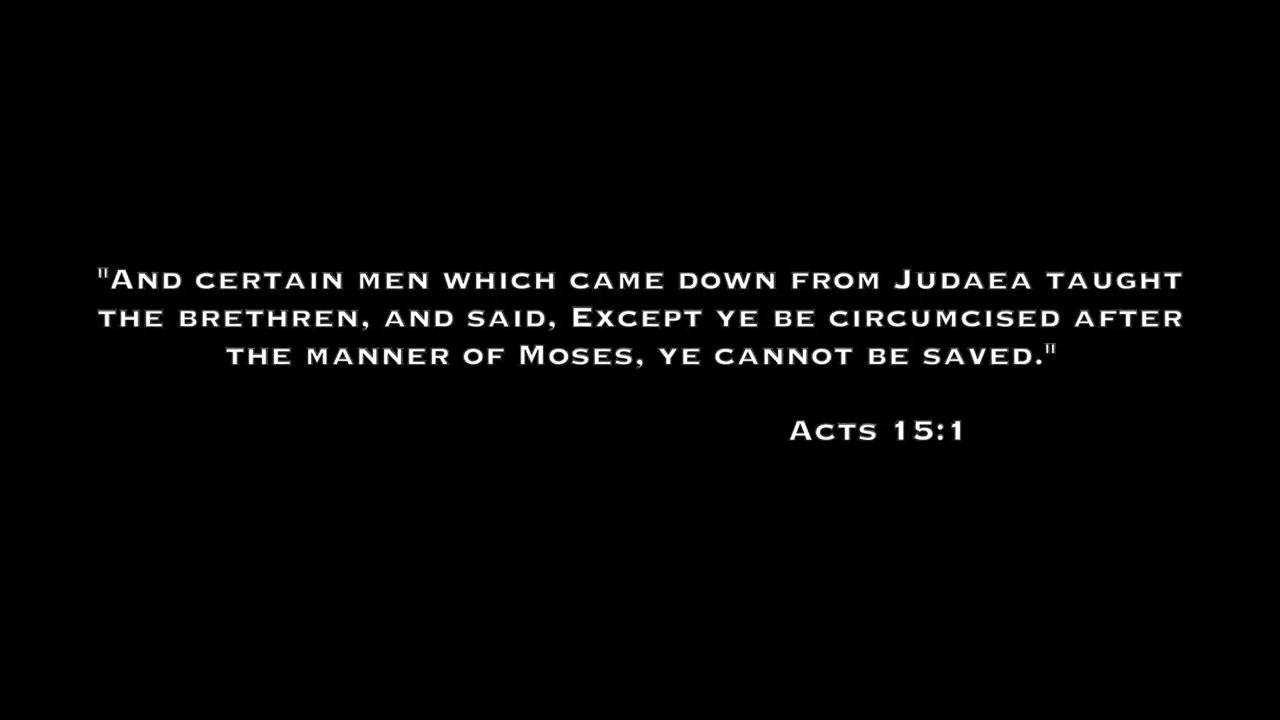 "And certain men which came down from Judaea taught
the brethren, and said, Except ye be circumcised after
the manner of Moses, ye cannot be saved."
Acts 15:1